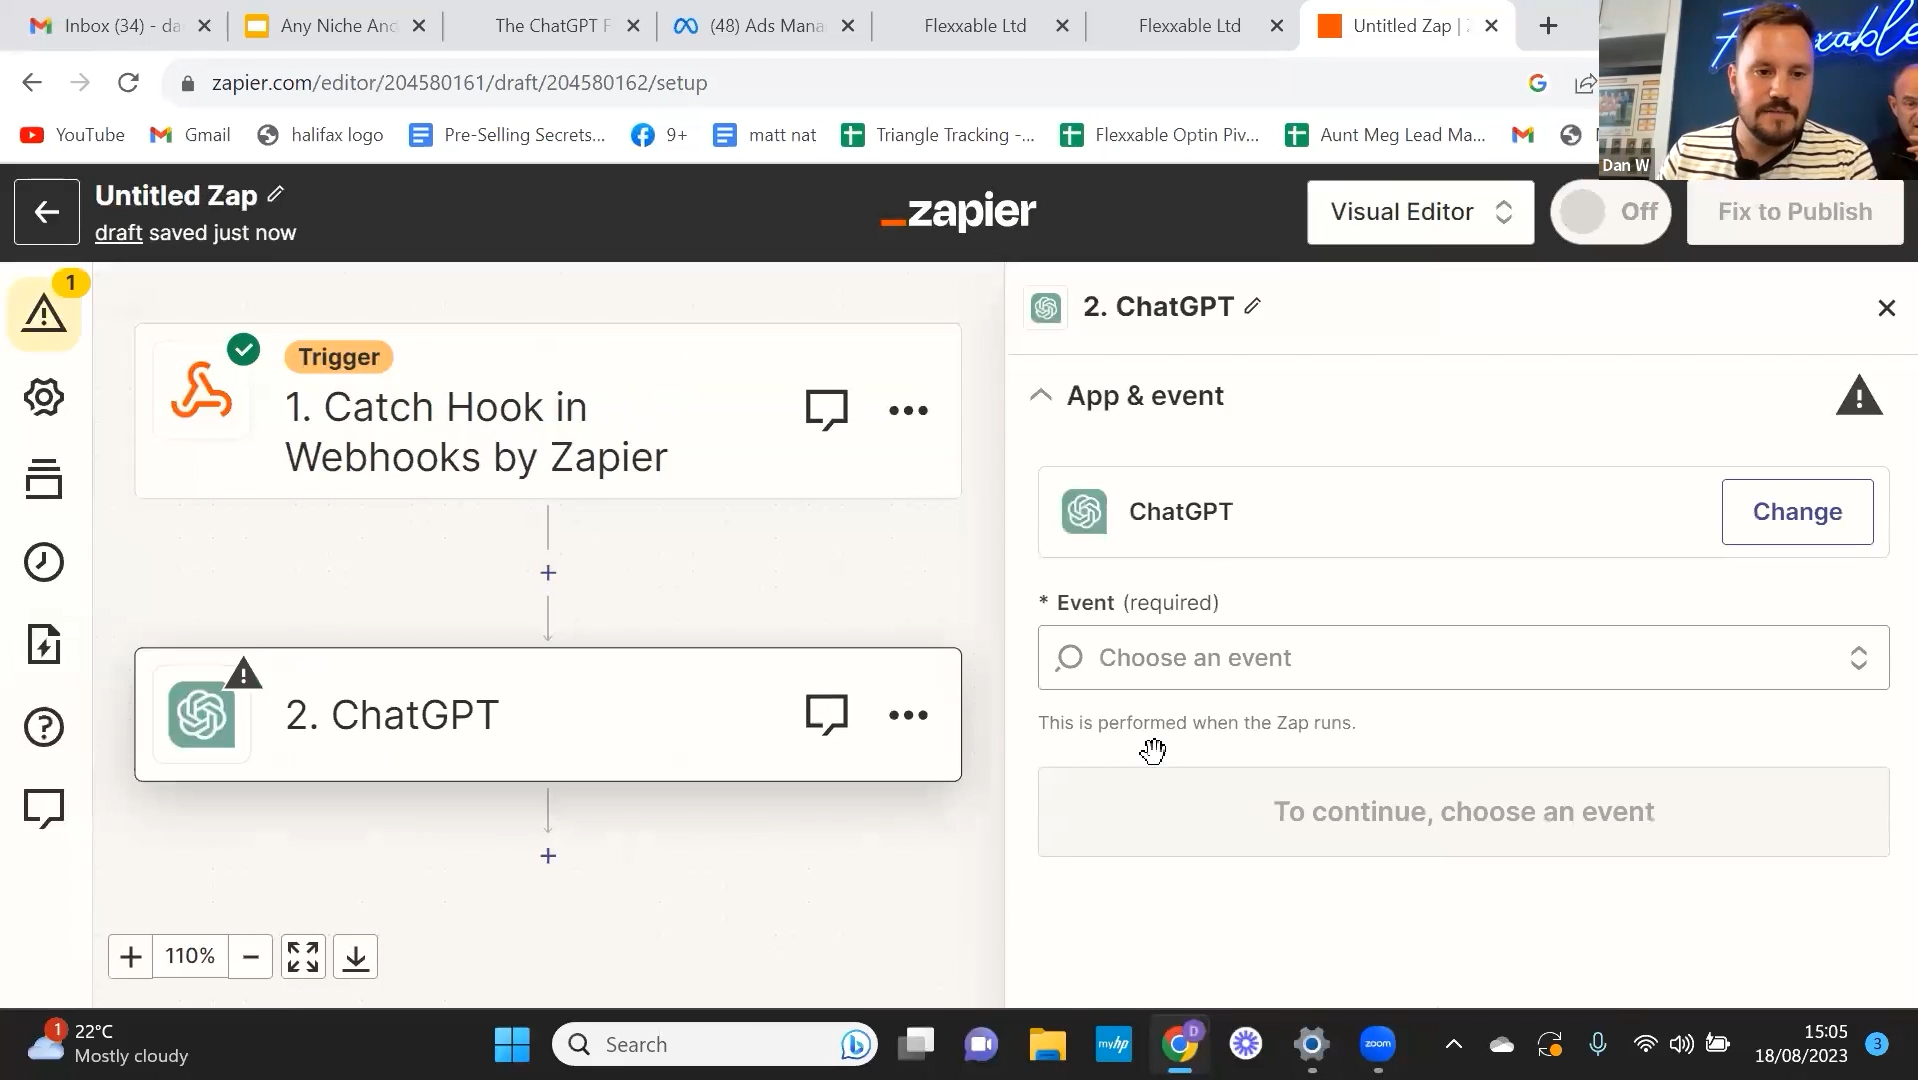 Inbox (34) - da
Any Niche And
The ChatGPT F
(48) Ads Mana
Flexxable Ltd
Flexxable Ltd
Untitled Zap |
zapier.com/editor/204580161/draft/204580162/setup
YouTube
Gmail
halifax logo
Pre-Selling Secrets...
9+
matt nat
Triangle Tracking -...
Flexxable Optin Piv...
Aunt Meg Lead Ma...
Dan W
Untitled Zap
draft saved just now
zapier
Visual Editor
Off
Fix to Publish
1
Trigger
1. Catch Hook in
Webhooks by Zapier
2. ChatGPT
110%
2. ChatGPT
App & event
ChatGPT
Change
* Event (required)
Choose an event
This is performed when the Zap runs.
To continue, choose an event
1
22°C
Mostly cloudy
Search
myhp
D
zoom
15:05
18/08/2023
3